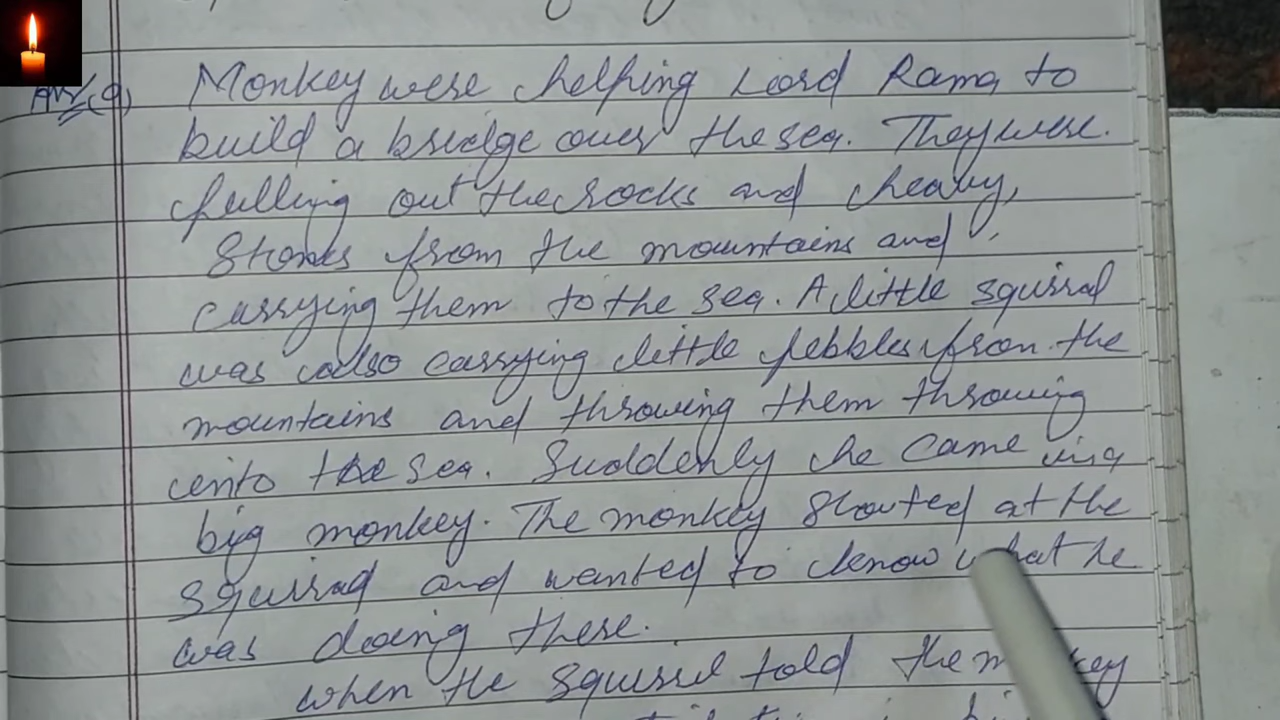 Ans(a) Monkey were helping Lord Rama to
build a bridge over the sea. They were
pulling out the rocks and heavy,
Stones from the mountains and
carrying them to the sea. A little squirral
was also carrying little pebbles from the
mountains and throwing them throwing
into the sea. Suddenly he came in a
big monkey. The monkey shouted at the
squirral and wanted to know what he
was doing there.
when the squirrel told the monkey